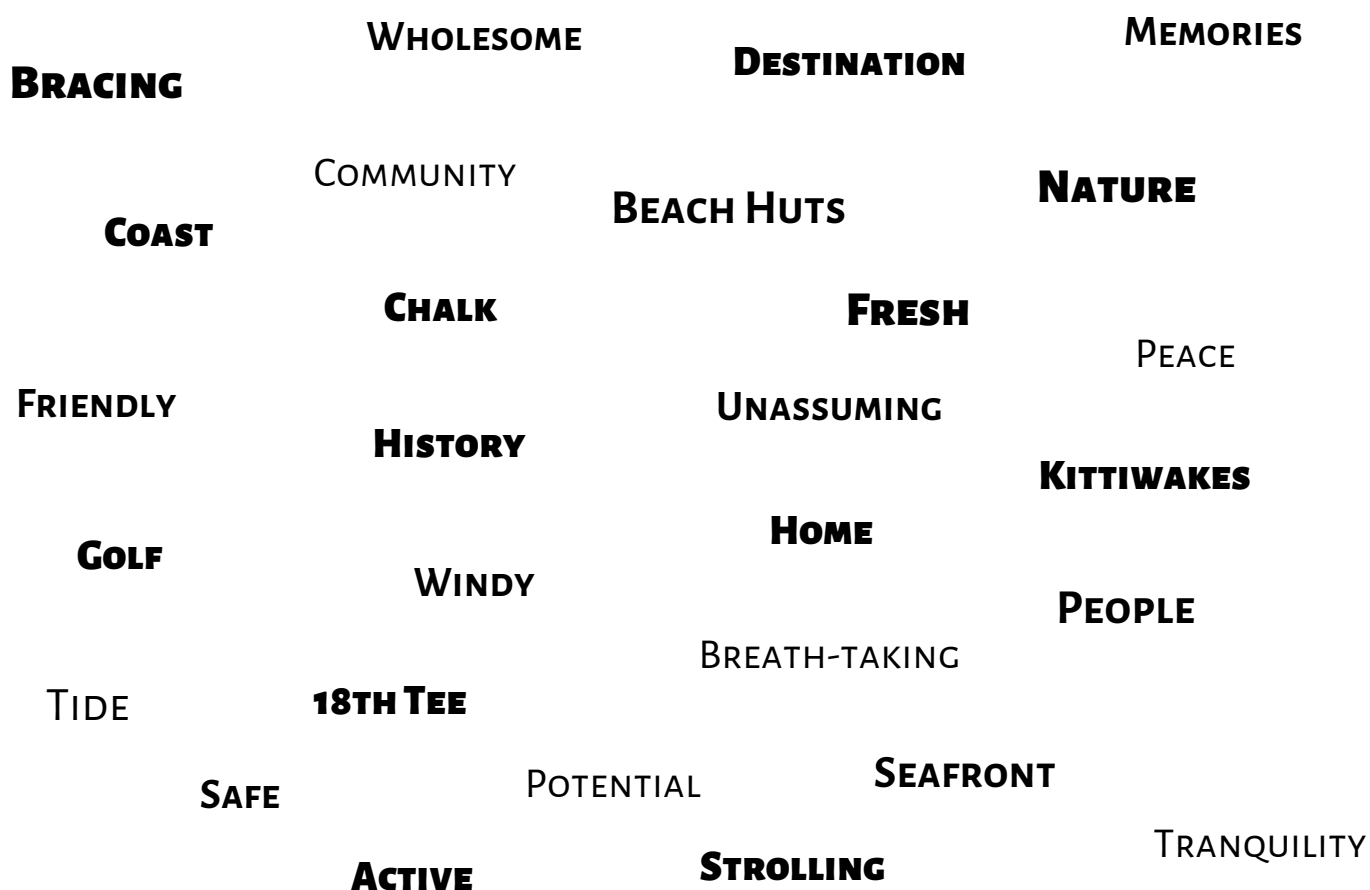 Wholesome
Memories
Destination
Bracing
Community
Beach Huts
Nature
Coast
Chalk
Fresh
Peace
Friendly
Unassuming
History
Kittiwakes
Home
Golf
Windy
People
Breath-taking
Tide
18th Tee
Safe
Potential
Seafront
Tranquility
Active
Strolling